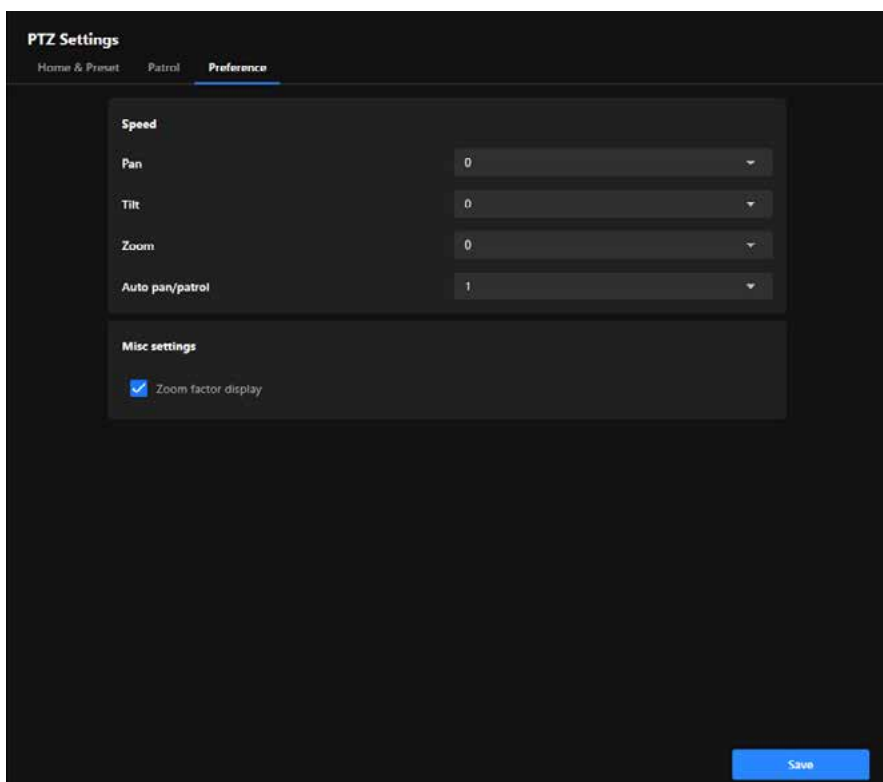 PTZ Settings
Home & Preset Patrol Preference
Speed
Pan 0
Tilt 0
Zoom 0
Auto pan/patrol 1
Misc settings
Zoom factor display
Save